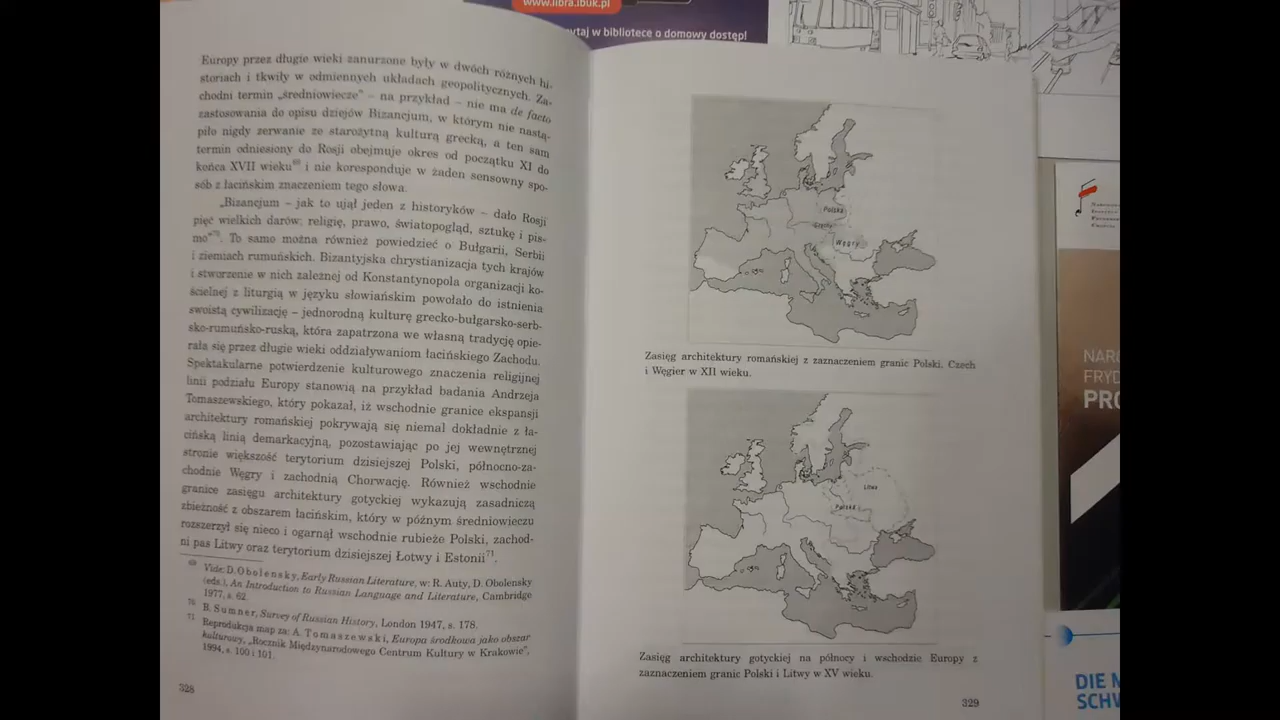 www.libra.ibuk.pl
w bibliotece o domowy dostęp!
Europy przez długie wieki zanurzone były w dwóch różnych hi-
storiach i tkwiły w odmiennych układach geopolitycznych. Za-
chodni termin „średniowiecze” – na przykład – nie ma de facto
zastosowania do opisu dziejów Bizancjum, w którym nie nastą-
piło nigdy zerwanie ze starożytną kulturą grecką, a ten sam
termin odniesiony do Rosji obejmuje okres od początku XI do
końca XVII wieku69 i nie koresponduje w żaden sensowny spo-
sób z łacińskim znaczeniem tego słowa.
„Bizancjum – jak to ujął jeden z historyków – dało Rosji
pięć wielkich darów: religię, prawo, światopogląd, sztukę i pis-
mo”70. To samo można również powiedzieć o Bułgarii, Serbii
i ziemiach rumuńskich. Bizantyjska chrystianizacja tych krajów
i stworzenie w nich zależnej od Konstantynopola organizacji ko-
ścielnej z liturgią w języku słowiańskim powołało do istnienia
swoistą cywilizację – jednorodną kulturę grecko-bułgarsko-serb-
sko-rumuńsko-ruską, która zapatrzona we własną tradycję opie-
rała się przez długie wieki oddziaływaniom łacińskiego Zachodu.
Spektakularne potwierdzenie kulturowego znaczenia religijnej
linii podziału Europy stanowią na przykład badania Andrzeja
Tomaszewskiego, który pokazał, iż wschodnie granice ekspansji
architektury romańskiej pokrywają się niemal dokładnie z ła-
cińską linią demarkacyjną, pozostawiając po jej wewnętrznej
stronie większość terytorium dzisiejszej Polski, północno-za-
chodnie Węgry i zachodnią Chorwację. Również wschodnie
granice zasięgu architektury gotyckiej wykazują zasadniczą
zbieżność z obszarem łacińskim, który w późnym średniowieczu
rozszerzył się nieco i ogarnął wschodnie rubieże Polski, zachod-
ni pas Litwy oraz terytorium dzisiejszej Łotwy i Estonii71.
69 Vide: D. Obolensky, Early Russian Literature, w: R. Auty, D. Obolensky
(eds.), An Introduction to Russian Language and Literature, Cambridge
1977, s. 62.
70 B. Sumner, Survey of Russian History, London 1947, s. 178.
71 Reprodukcja map za: A. Tomaszewski, Europa środkowa jako obszar
kulturowy, „Rocznik Międzynarodowego Centrum Kultury w Krakowie”,
1994, s. 100 i 101.
328
Polska
Czechy
Węgry
Zasięg architektury romańskiej z zaznaczeniem granic Polski, Czech
i Węgier w XII wieku.
Litwa
Polska
Zasięg architektury gotyckiej na północy i wschodzie Europy z
zaznaczeniem granic Polski i Litwy w XV wieku.
329
NARO
FRYD
PRO
DIE M
SCHW